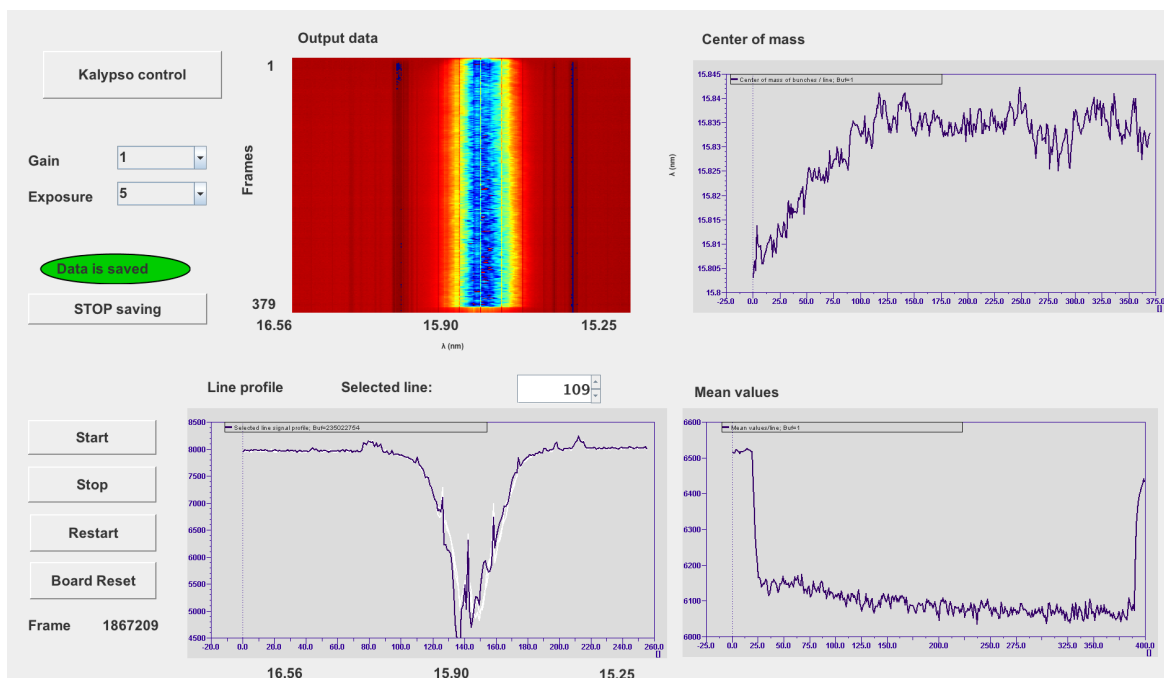 Output data
Center of mass
Kalypso control
1
379
Frames
16.56 15.90 15.25
λ (nm)
Center of mass of bunches / line; Buf=1
15.845
15.84
15.835
15.83
15.825
15.82
15.815
15.81
15.805
15.8
λ (nm)
-25.0 0.0 25.0 50.0 75.0 100.0 125.0 150.0 175.0 200.0 225.0 250.0 275.0 300.0 325.0 350.0 375.0
[]
Gain 1
Exposure 5
Data is saved
STOP saving
Line profile
Selected line: 109
Mean values
Start
Stop
Restart
Board Reset
Frame 1867209
Selected line signal profile; Buf=235022754
8500
8000
7500
7000
6500
6000
5500
5000
4500
-20.0 0.0 20.0 40.0 60.0 80.0 100.0 120.0 140.0 160.0 180.0 200.0 220.0 240.0 260.0
[]
16.56 15.90 15.25
Mean values/line; Buf=1
6600
6500
6400
6300
6200
6100
6000
-25.0 0.0 25.0 50.0 100.0 150.0 200.0 250.0 300.0 350.0 400.0
[]